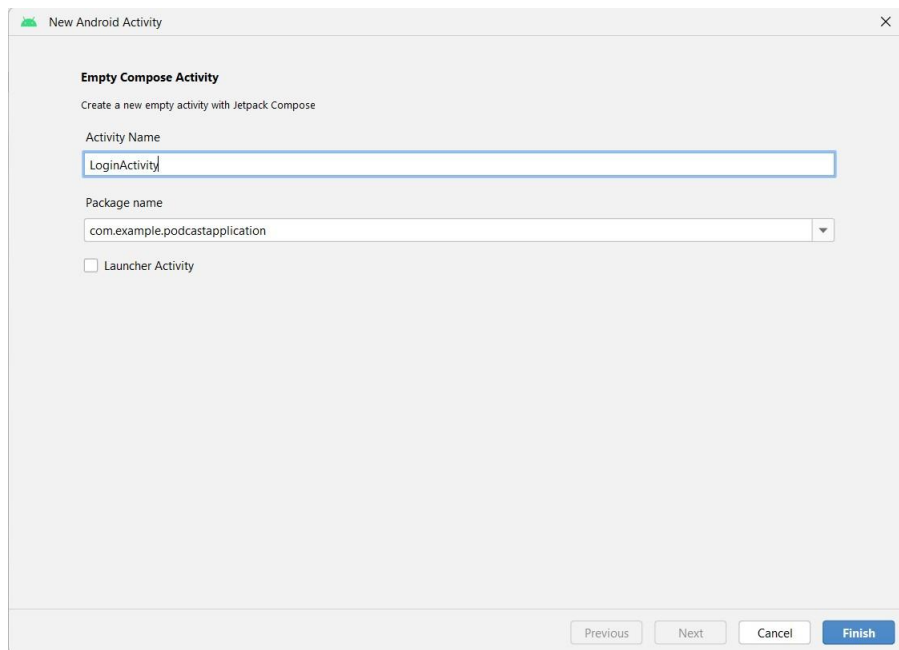 New Android Activity
Empty Compose Activity
Create a new empty activity with Jetpack Compose
Activity Name
LoginActivity
Package name
com.example.podcastapplication
Launcher Activity
Previous Next Cancel Finish